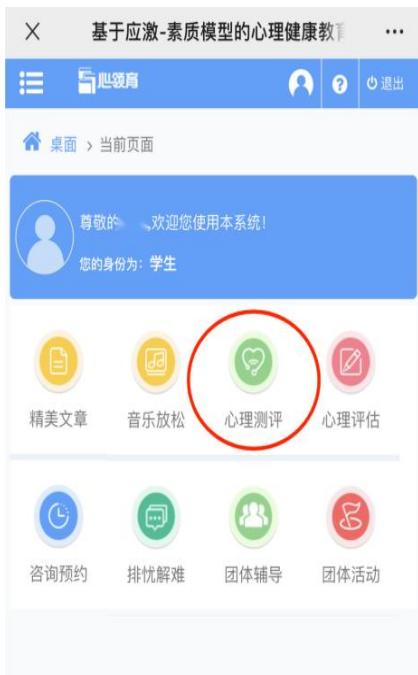 基于应激-素质模型的心理健康教育
心领育
退出
桌面 > 当前页面
尊敬的 ,欢迎您使用本系统！
您的身份为：学生
精美文章
音乐放松
心理测评
心理评估
咨询预约
排忧解难
团体辅导
团体活动